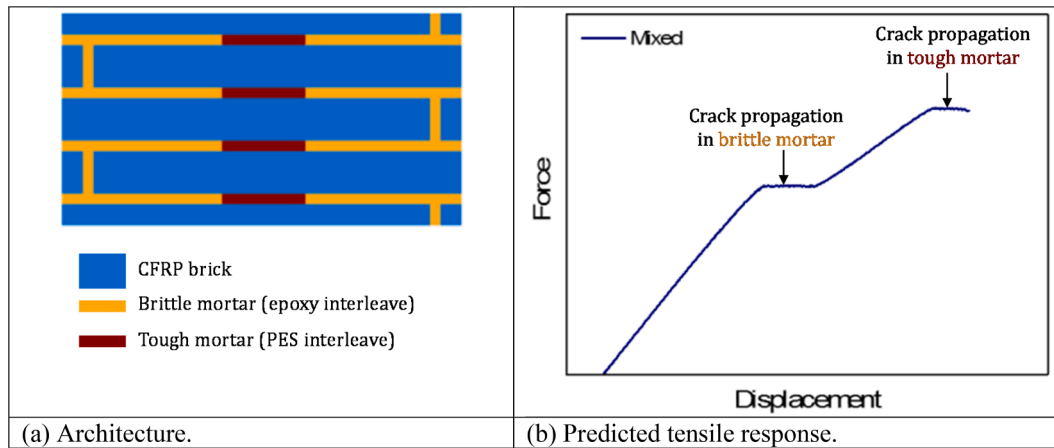 CFRP brick
Brittle mortar (epoxy interleave)
Tough mortar (PES interleave)
(a) Architecture.
Mixed
Crack propagation
in tough mortar
Crack propagation
in brittle mortar
Force
Displacement
(b) Predicted tensile response.